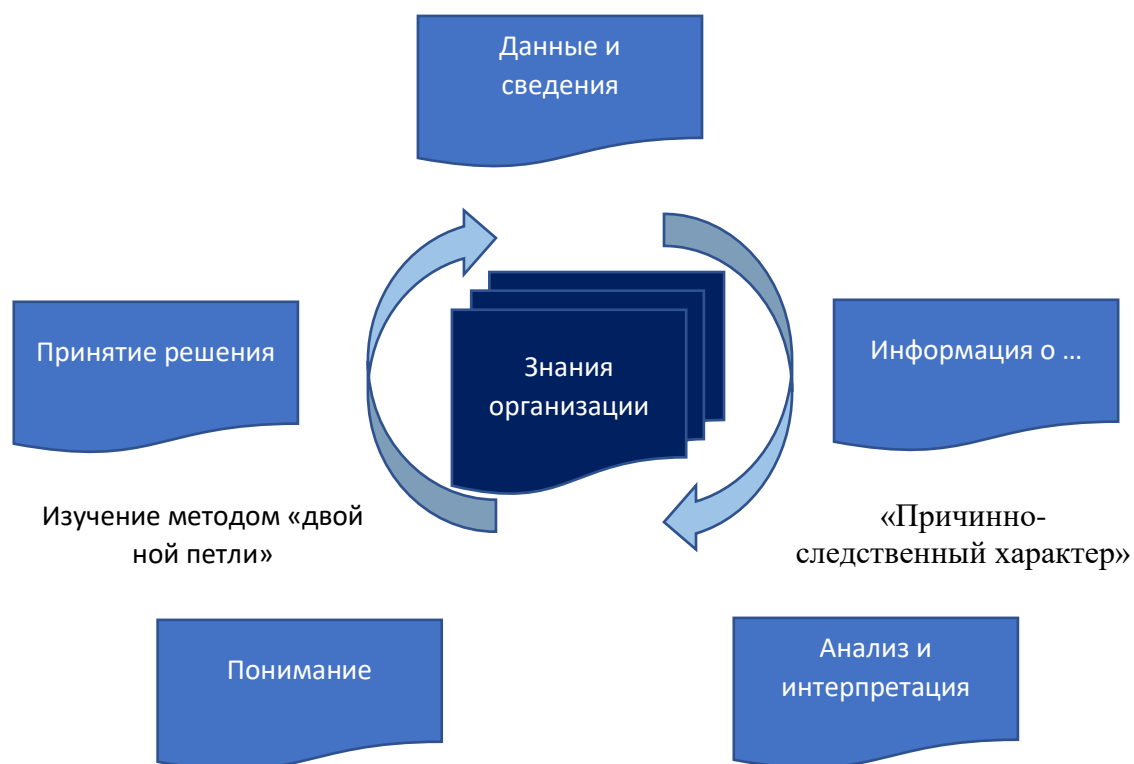 Данные и
сведения
Принятие решения
Знания
организации
Информация о …
Изучение методом «двой
ной петли»
«Причинно-
следственный характер»
Понимание
Анализ и
интерпретация